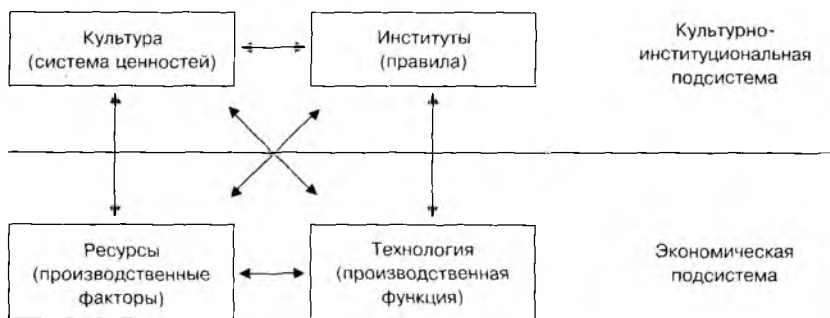 Культура
(система ценностей)
Институты
(правила)
Культурно-
институциональная
подсистема
Ресурсы
(производственные
факторы)
Технология
(производственная
функция)
Экономическая
подсистема